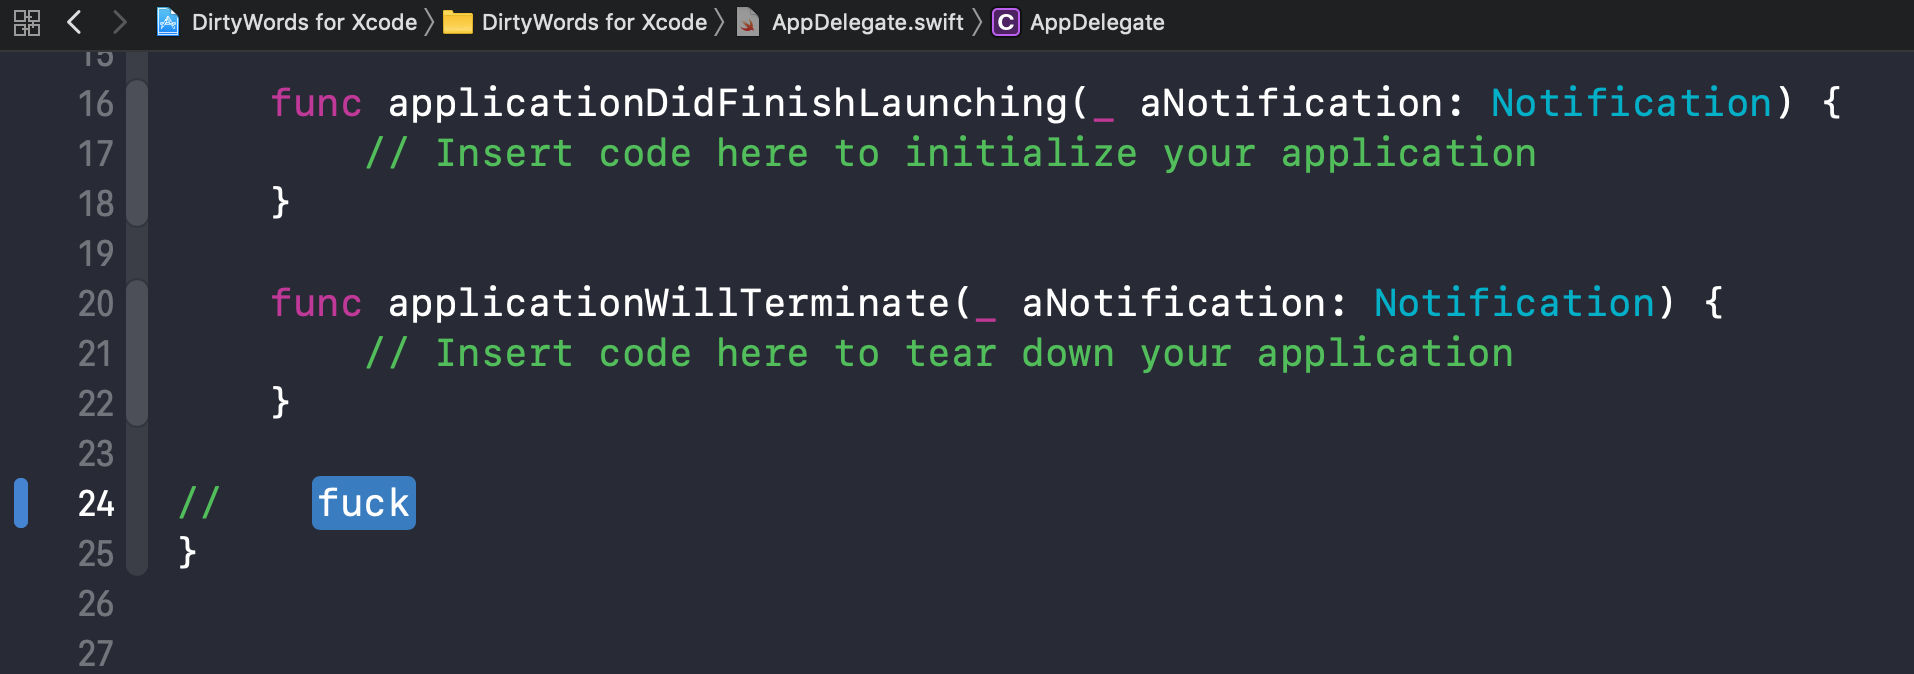 DirtyWords for Xcode DirtyWords for Xcode AppDelegate.swift C AppDelegate
15
16 func applicationDidFinishLaunching(_ aNotification: Notification) {
17 // Insert code here to initialize your application
18 }
19
20 func applicationWillTerminate(_ aNotification: Notification) {
21 // Insert code here to tear down your application
22 }
23
24 // fuck
25 }
26
27